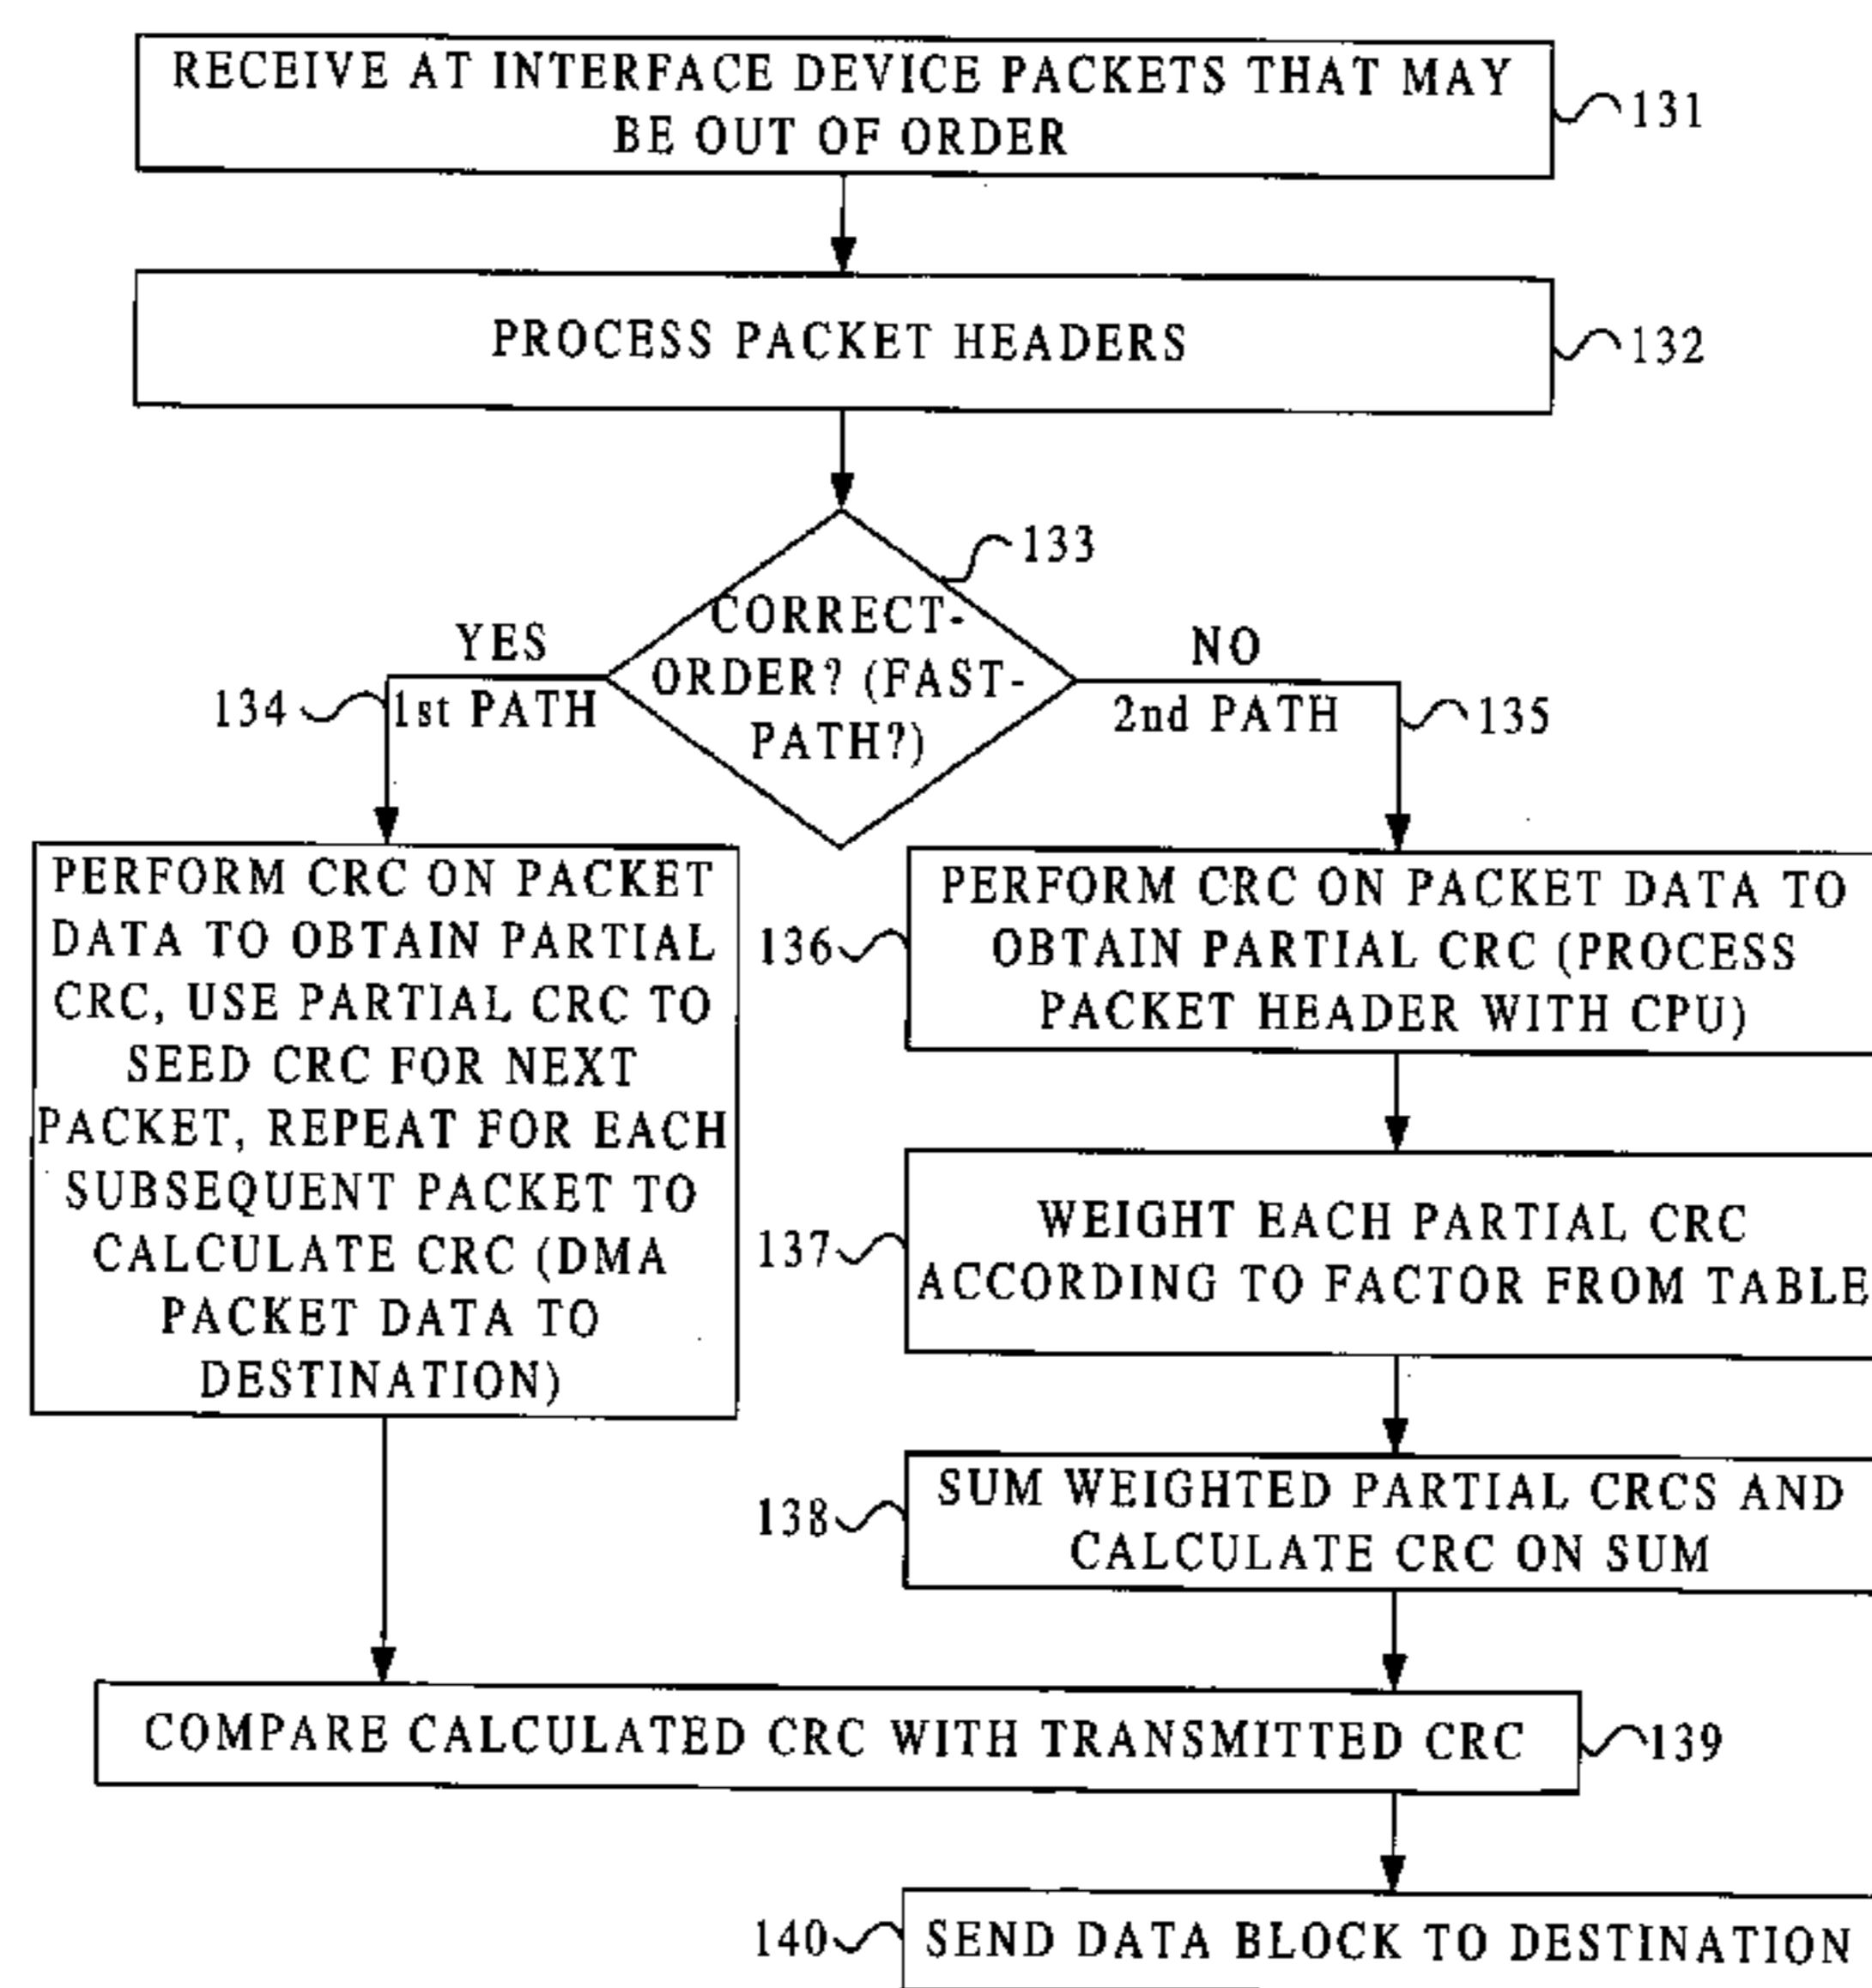 RECEIVE AT INTERFACE DEVICE PACKETS THAT MAY
BE OUT OF ORDER
131
PROCESS PACKET HEADERS
132
133
CORRECT-
ORDER? (FAST-
PATH?)
YES
134
1st PATH
NO
2nd PATH
135
PERFORM CRC ON PACKET
DATA TO OBTAIN PARTIAL
CRC, USE PARTIAL CRC TO
SEED CRC FOR NEXT
PACKET, REPEAT FOR EACH
SUBSEQUENT PACKET TO
CALCULATE CRC (DMA
PACKET DATA TO
DESTINATION)
136
PERFORM CRC ON PACKET DATA TO
OBTAIN PARTIAL CRC (PROCESS
PACKET HEADER WITH CPU)
137
WEIGHT EACH PARTIAL CRC
ACCORDING TO FACTOR FROM TABLE
138
SUM WEIGHTED PARTIAL CRCS AND
CALCULATE CRC ON SUM
COMPARE CALCULATED CRC WITH TRANSMITTED CRC
139
140
SEND DATA BLOCK TO DESTINATION